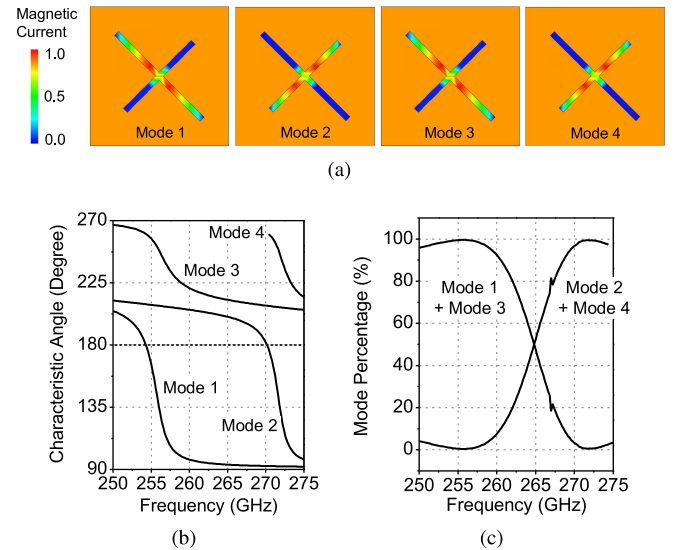 Magnetic
Current
1.0
0.5
0.0
Mode 1
Mode 2
Mode 3
Mode 4
(a)
Characteristic Angle (Degree)
270
225
180
135
90
Mode 4
Mode 3
Mode 1
Mode 2
250 255 260 265 270 275
Frequency (GHz)
(b)
Mode Percentage (%)
100
80
60
40
20
0
Mode 1
+ Mode 3
Mode 2
+ Mode 4
250 255 260 265 270 275
Frequency (GHz)
(c)